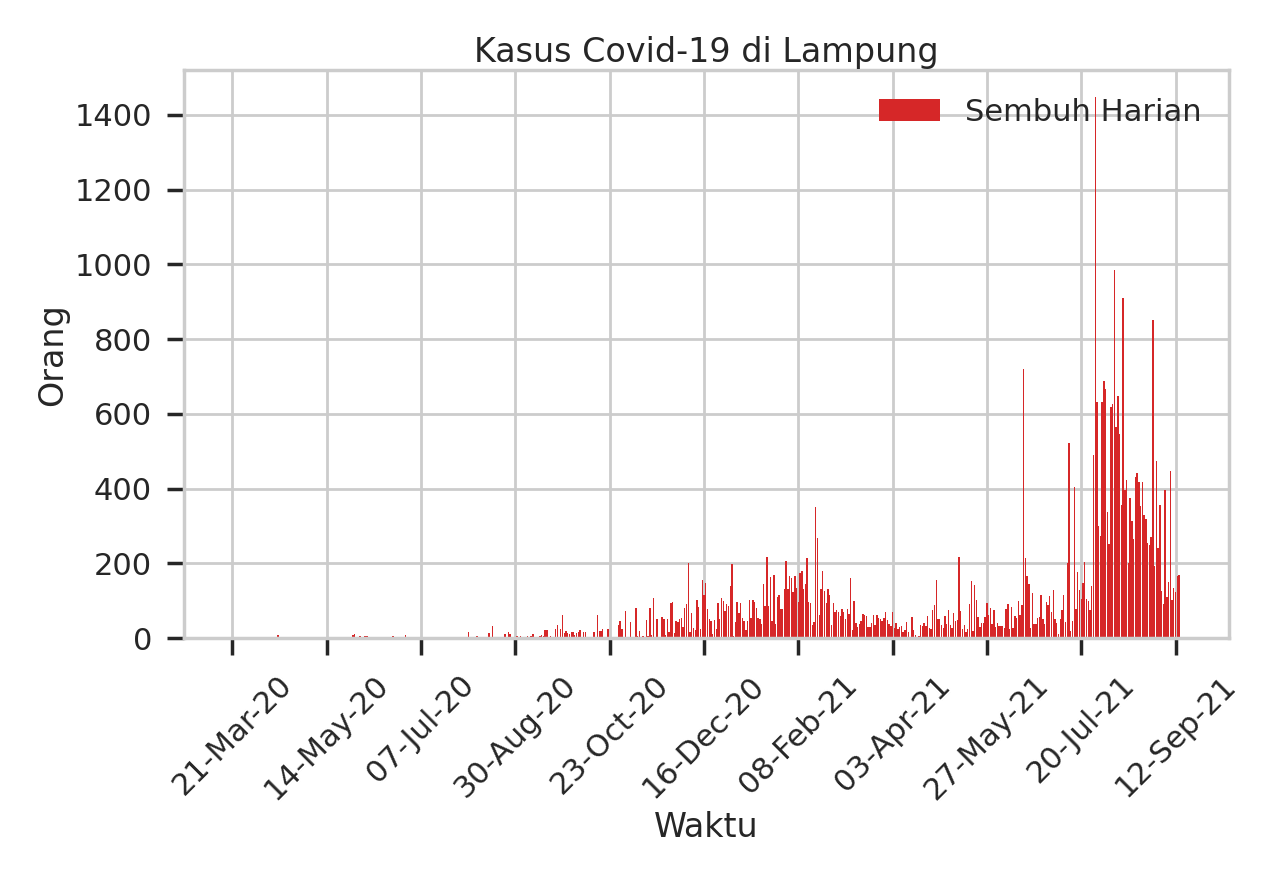 Kasus Covid-19 di Lampung
Sembuh Harian
Orang
1400
1200
1000
800
600
400
200
0
21-Mar-20
14-May-20
07-Jul-20
30-Aug-20
23-Oct-20
16-Dec-20
08-Feb-21
03-Apr-21
27-May-21
20-Jul-21
12-Sep-21
Waktu